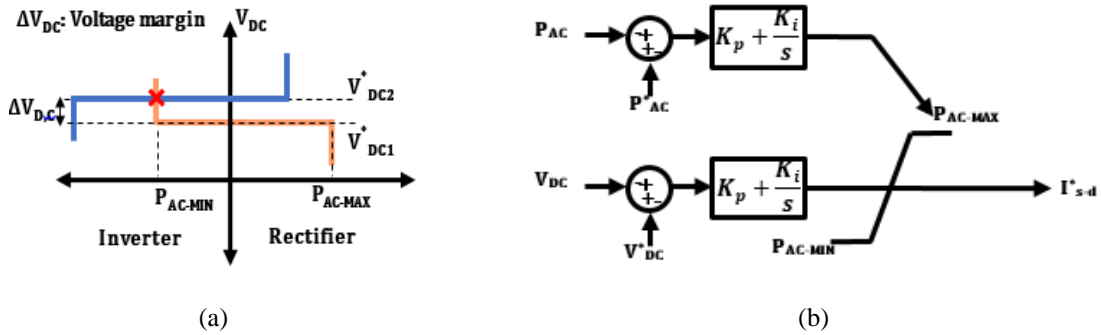 ΔV_DC: Voltage margin
V_DC
ΔV_DC
V*_DC2
V*_DC1
P_AC-MIN
P_AC-MAX
Inverter
Rectifier
(a)
P_AC
P*_AC
K_p + K_i/s
P_AC-MAX
V_DC
V*_DC
K_p + K_i/s
P_AC-MIN
I*_s-d
(b)